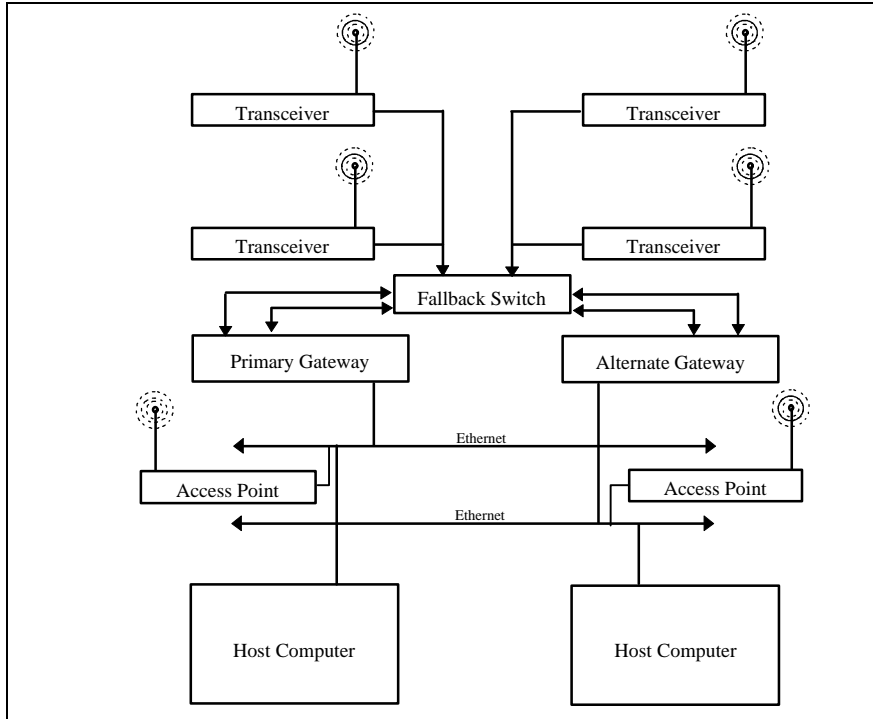 Transceiver
Transceiver
Transceiver
Transceiver
Fallback Switch
Primary Gateway
Alternate Gateway
Ethernet
Access Point
Access Point
Ethernet
Host Computer
Host Computer